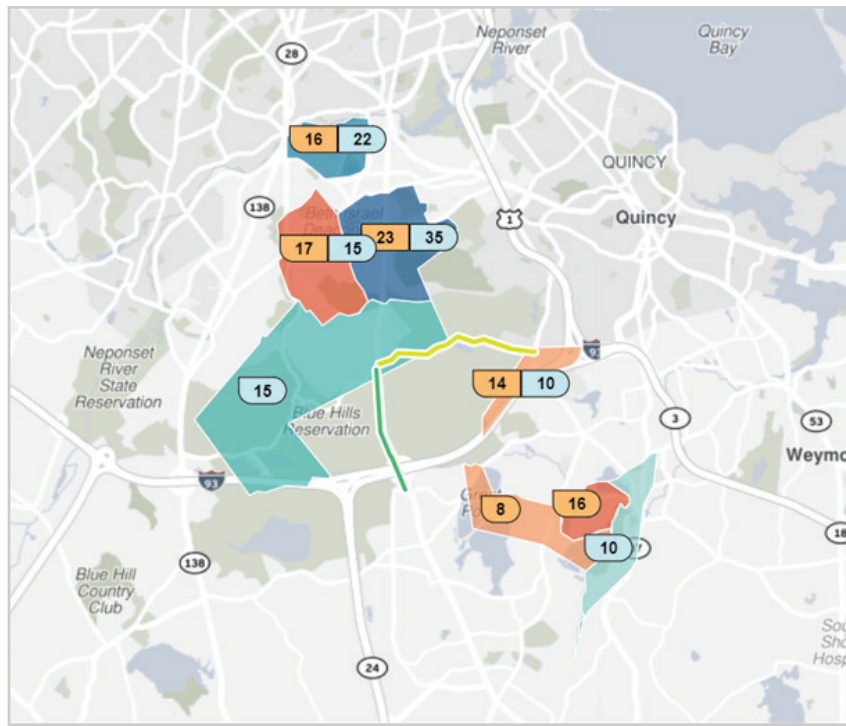 Neponset
River
Quincy
Bay
28
16 22
QUINCY
138
Quincy
1
Beth Israel
17 15 23 35
Neponset
River
State
Reservation
15
Blue Hills
Reservation
14 10
93
3
53
Weymo
93
8
16
10
138
Blue Hill
Country
Club
18
Sou
Sho
Hosp
24